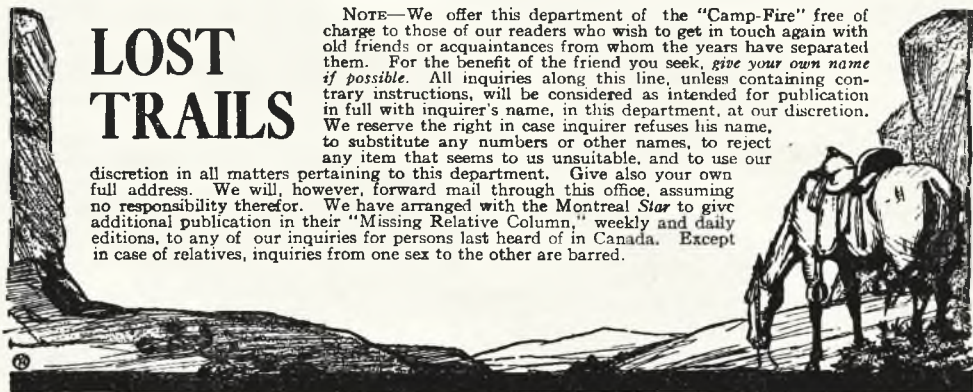 LOST
TRAILS
NOTE—We offer this department of the "Camp-Fire" free of
charge to those of our readers who wish to get in touch again with
old friends or acquaintances from whom the years have separated
them. For the benefit of the friend you seek, give your own name
if possible. All inquiries along this line, unless containing con-
trary instructions, will be considered as intended for publication
in full with inquirer's name, in this department, at our discretion.
We reserve the right in case inquirer refuses his name,
to substitute any numbers or other names, to reject
any item that seems to us unsuitable, and to use our
discretion in all matters pertaining to this department. Give also your own
full address. We will, however, forward mail through this office, assuming
no responsibility therefor. We have arranged with the Montreal Star to give
additional publication in their "Missing Relative Column," weekly and daily
editions, to any of our inquiries for persons last heard of in Canada. Except
in case of relatives, inquiries from one sex to the other are barred.